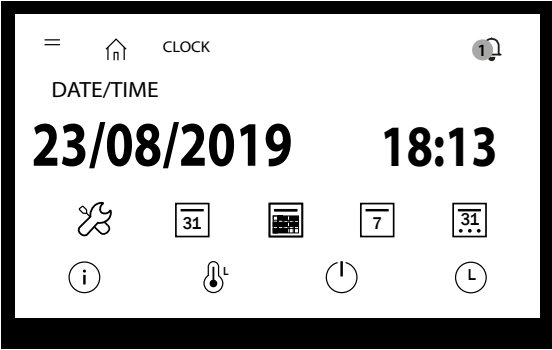 CLOCK
1
DATE/TIME
23/08/2019 18:13
31 7 31
i L L